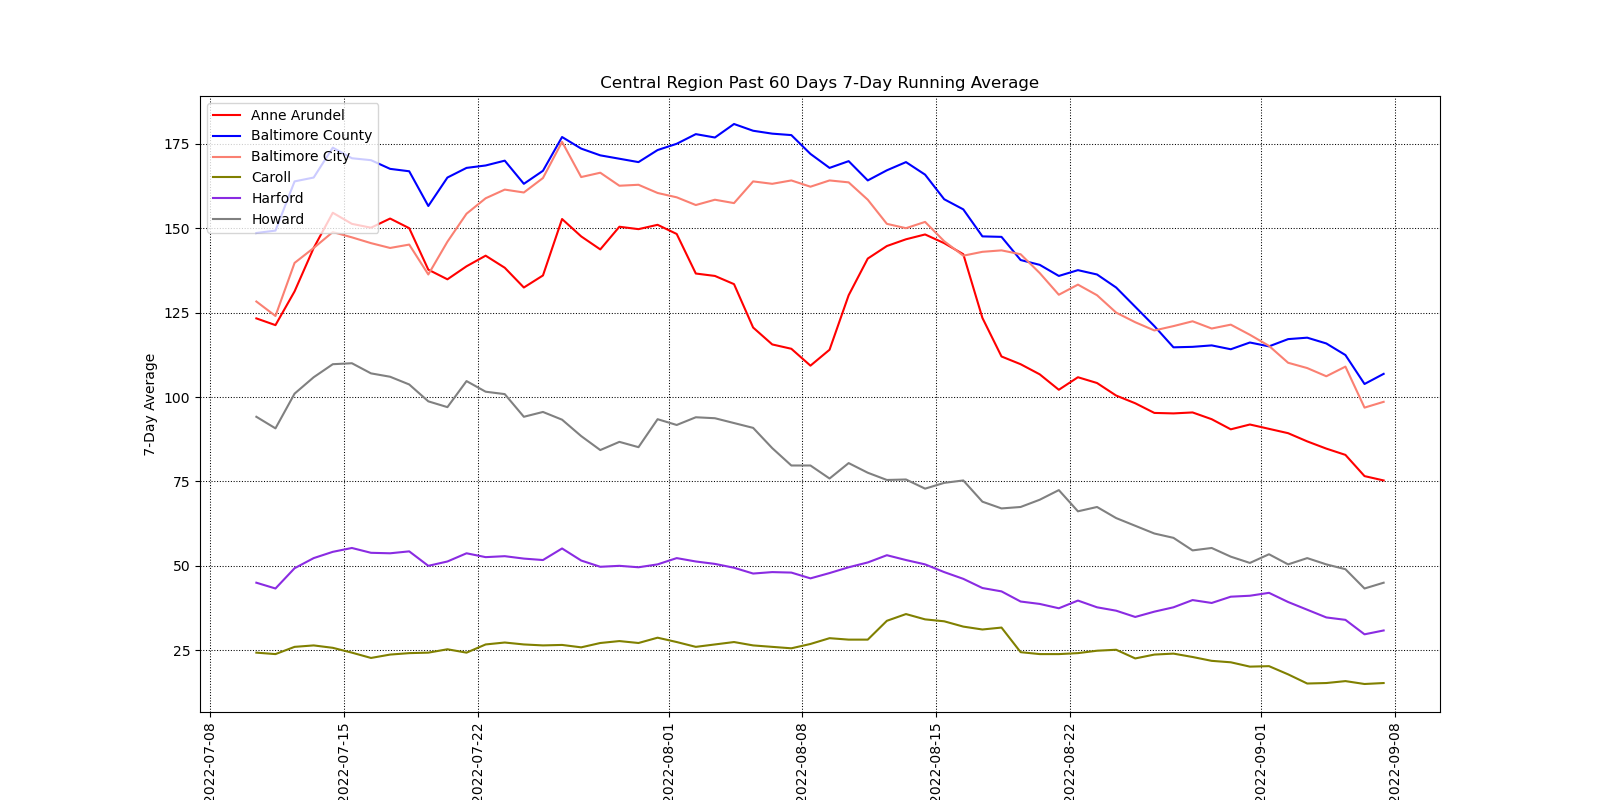 Central Region Past 60 Days 7-Day Running Average
Anne Arundel
Baltimore County
Baltimore City
Caroll
Harford
Howard
7-Day Average
175
150
125
100
75
50
25
2022-07-08
2022-07-15
2022-07-22
2022-08-01
2022-08-08
2022-08-15
2022-08-22
2022-09-01
2022-09-08